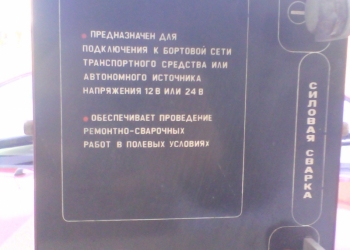 ПРЕДНАЗНАЧЕН ДЛЯ
ПОДКЛЮЧЕНИЯ К БОРТОВОЙ СЕТИ
ТРАНСПОРТНОГО СРЕДСТВА ИЛИ
АВТОНОМНОГО ИСТОЧНИКА
НАПРЯЖЕНИЯ 12 В ИЛИ 24 В
ОБЕСПЕЧИВАЕТ ПРОВЕДЕНИЕ
РЕМОНТНО-СВАРОЧНЫХ
РАБОТ В ПОЛЕВЫХ УСЛОВИЯХ
СИЛОВАЯ СВАРКА